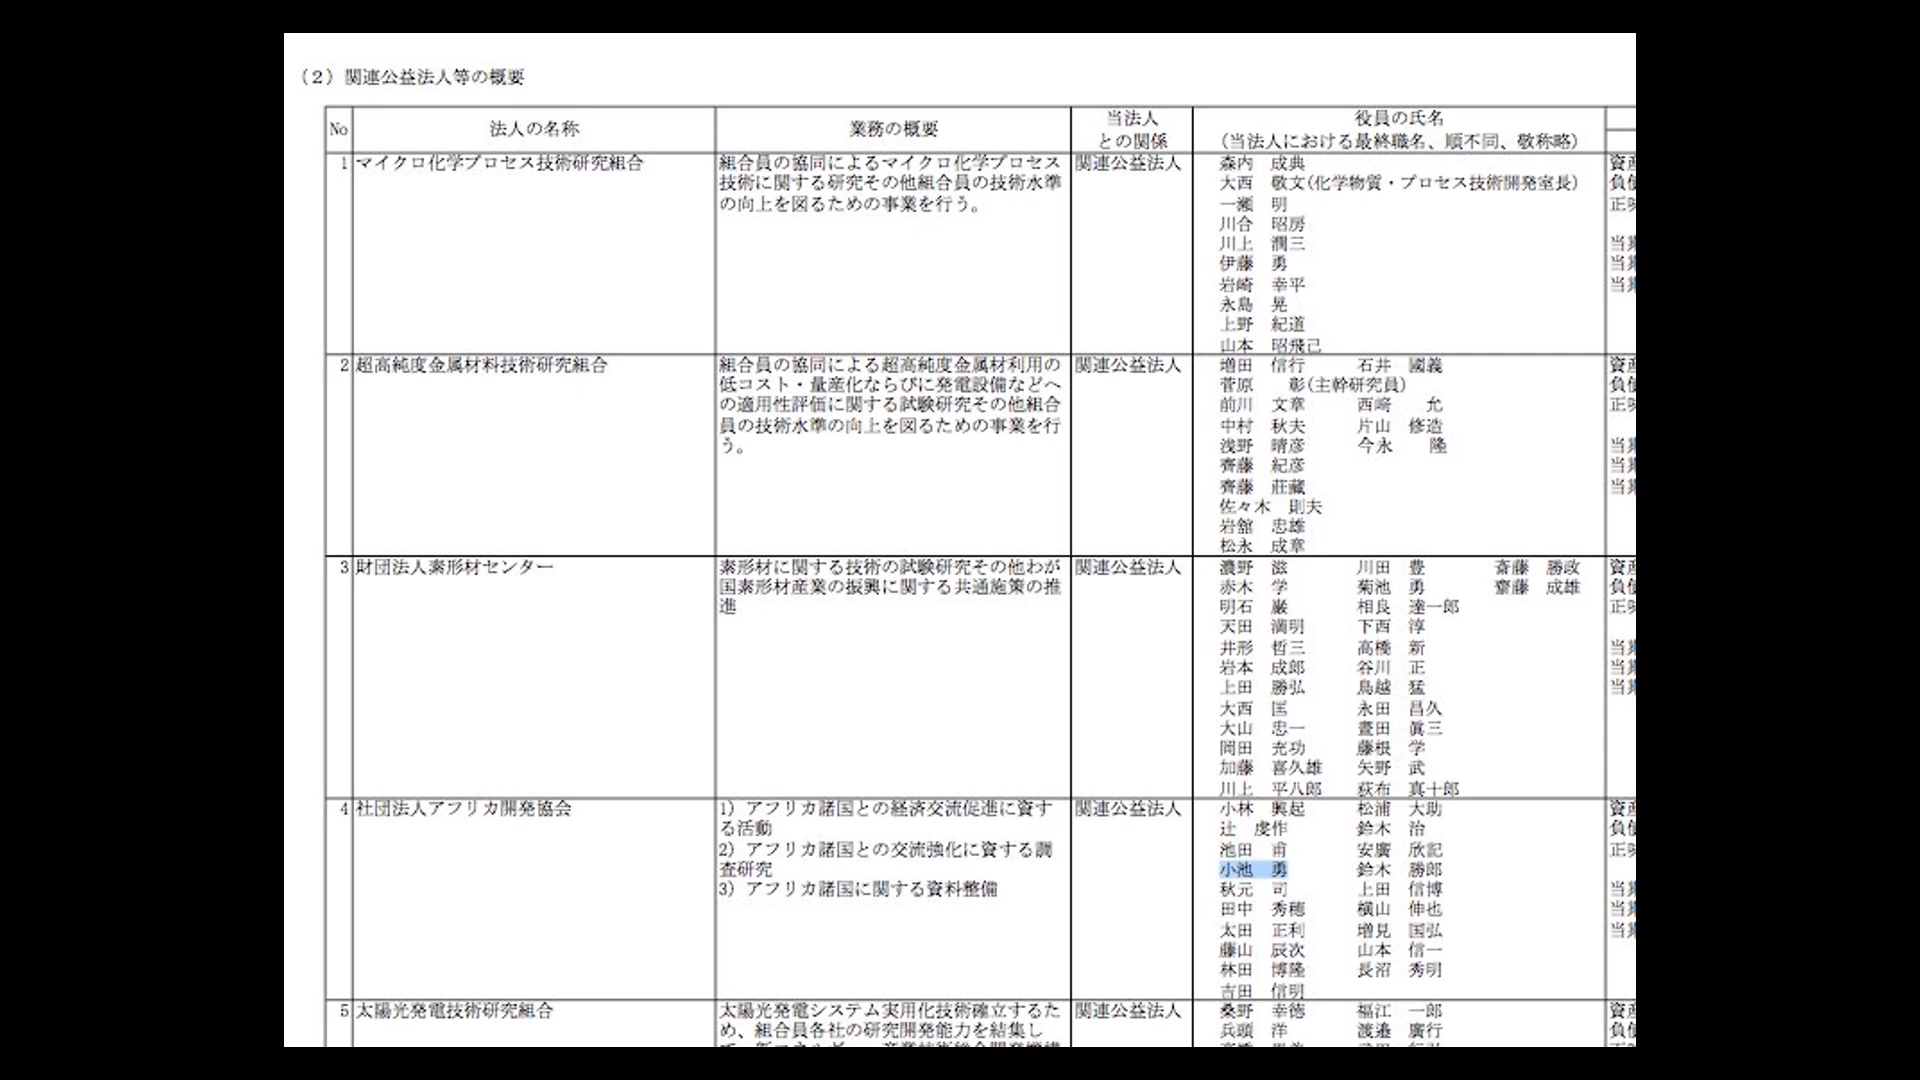 （２）関連公益法人等の概要
No 法人の名称 業務の概要 当法人との関係 役員の氏名
（当法人における最終職名、順不同、敬称略）
1 マイクロ化学プロセス技術研究組合 組合員の協同によるマイクロ化学プロセス 関連公益法人 森内　成典 資産
技術に関する研究その他組合員の技術水準 大西　敬文(化学物質・プロセス技術開発室長) 負債
の向上を図るための事業を行う。 一瀬　明 正味
川合　昭房
川上　潤三 当期
伊藤　勇 当期
岩崎　幸平 当期
永島　晃
上野　紀道
山本　昭飛己
2 超高純度金属材料技術研究組合 組合員の協同による超高純度金属材利用の 関連公益法人 増田　信行 石井　國義 資産
低コスト・量産化ならびに発電設備などへ 菅原　彰(主幹研究員) 負債
の適用性評価に関する試験研究その他組合 前川　文章 西﨑　允 正味
員の技術水準の向上を図るための事業を行 中村　秋夫 片山　修造
う。 浅野　晴彦 今永　隆 当期
齊藤　紀彦 当期
齊藤　莊藏 当期
佐々木　則夫
岩舘　忠雄
松永　成章
3 財団法人素形材センター 素形材に関する技術の試験研究その他わが 関連公益法人 濃野　滋 川田　豊 斎藤　勝政 資産
国素形材産業の振興に関する共通施策の推 赤木　学 菊池　勇 齋藤　成雄 負債
進 明石　巌 相良　達一郎 正味
天田　満明 下西　淳
井形　哲三 高橋　新 当期
岩本　成郎 谷川　正 当期
上田　勝弘 鳥越　猛 当期
大西　匡 永田　昌久
大山　忠一 晝田　眞三
岡田　充功 藤根　学
加藤　喜久雄 矢野　武
川上　平八郎 荻布　真十郎
4 社団法人アフリカ開発協会 1）アフリカ諸国との経済交流促進に資す 関連公益法人 小林　興起 松浦　大助 資産
る活動 辻　虔作 鈴木　治 負債
2）アフリカ諸国との交流強化に資する調 池田　甫 安廣　欣記 正味
査研究 小池　勇 鈴木　勝郎
3）アフリカ諸国に関する資料整備 秋元　司 上田　信博 当期
田中　秀穂 横山　伸也 当期
太田　正利 増見　国弘 当期
藤山　辰次 山本　信一
林田　博隆 長沼　秀明
吉田　信明
5 太陽光発電技術研究組合 太陽光発電システム実用化技術確立するた 関連公益法人 桑野　幸徳 福江　一郎 資産
め、組合員各社の研究開発能力を結集し 兵頭　洋 渡邉　廣行 負債